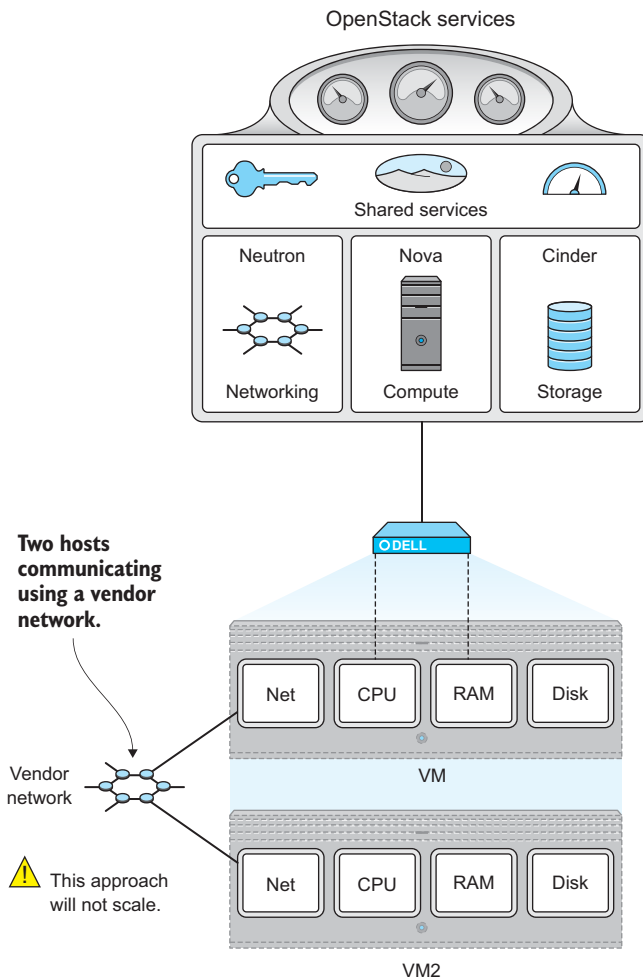 OpenStack services
Shared services
Neutron
Networking
Nova
Compute
Cinder
Storage
DELL
Two hosts
communicating
using a vendor
network.
Net
CPU
RAM
Disk
VM
Vendor
network
This approach
will not scale.
Net
CPU
RAM
Disk
VM2